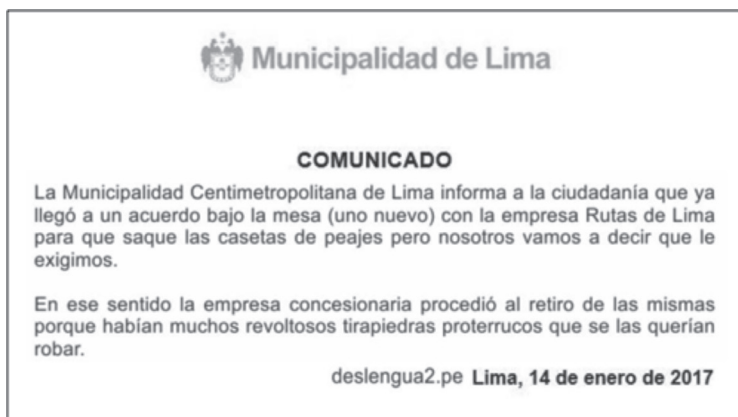 Municipalidad de Lima
COMUNICADO
La Municipalidad Centimetropolitana de Lima informa a la ciudadanía que ya
llegó a un acuerdo bajo la mesa (uno nuevo) con la empresa Rutas de Lima
para que saque las casetas de peajes pero nosotros vamos a decir que le
exigimos.
En ese sentido la empresa concesionaria procedió al retiro de las mismas
porque habían muchos revoltosos tirapiedras proterrucos que se las querían
robar.
deslengua2.pe Lima, 14 de enero de 2017